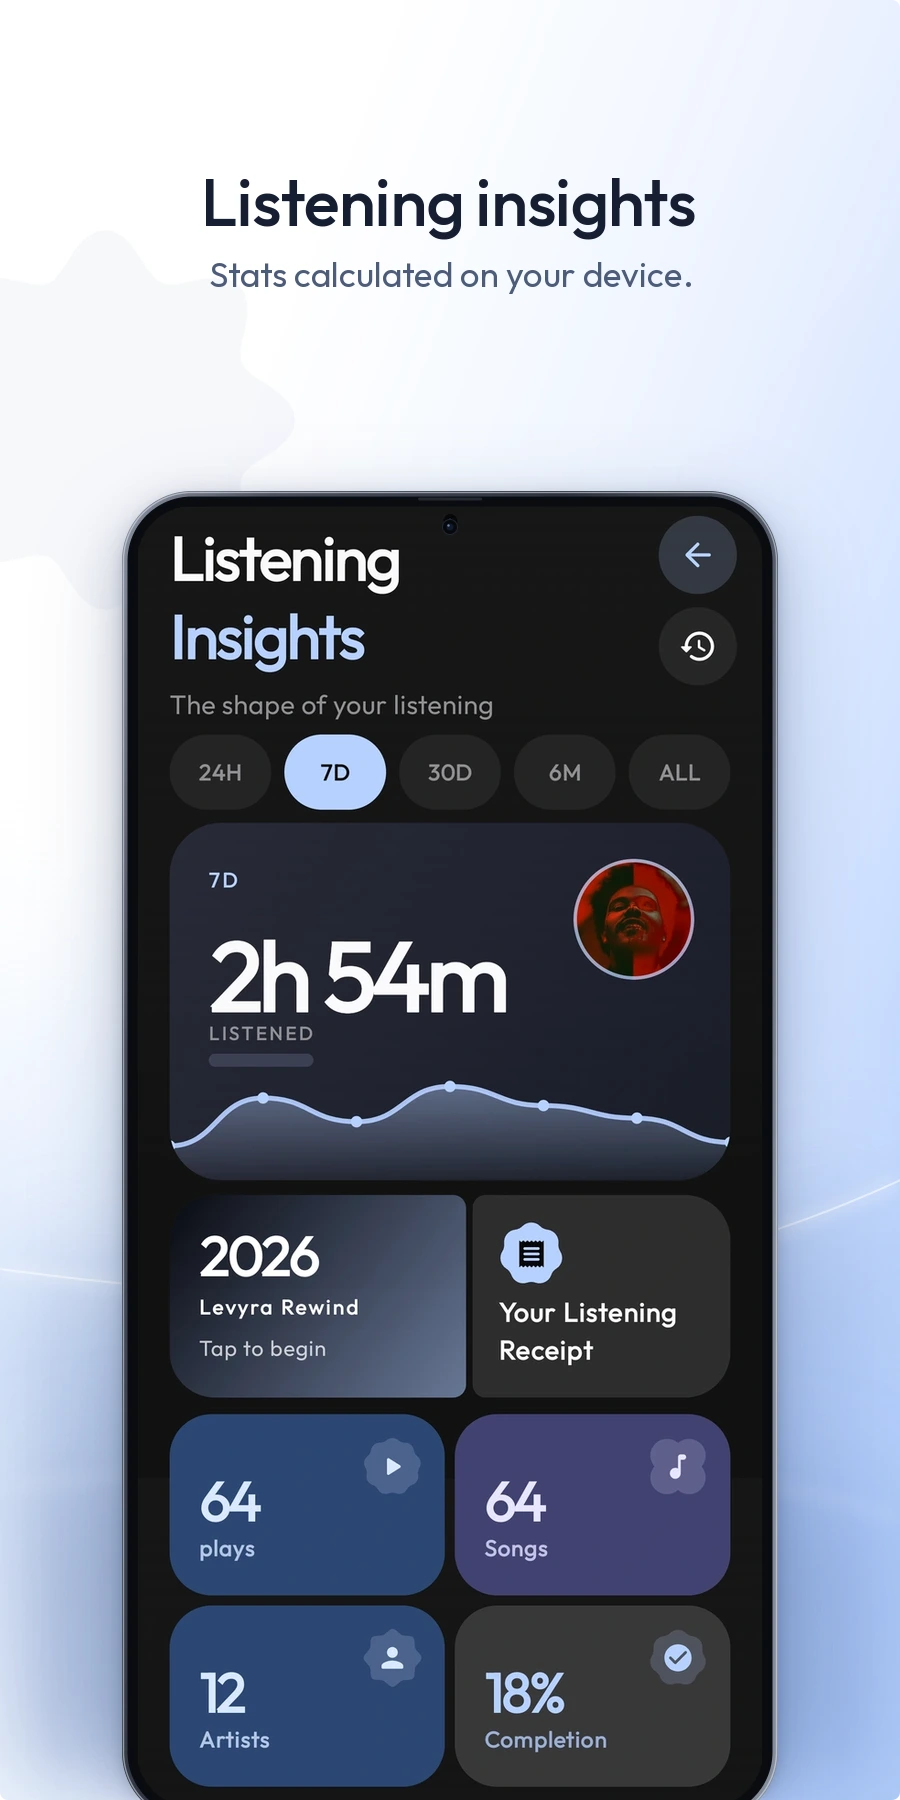 Listening insights
Stats calculated on your device.
Listening
Insights
The shape of your listening
24H
7D
30D
6M
ALL
7D
2h 54m
LISTENED
2026
Levyra Rewind
Tap to begin
Your Listening
Receipt
64
plays
64
Songs
12
Artists
18%
Completion